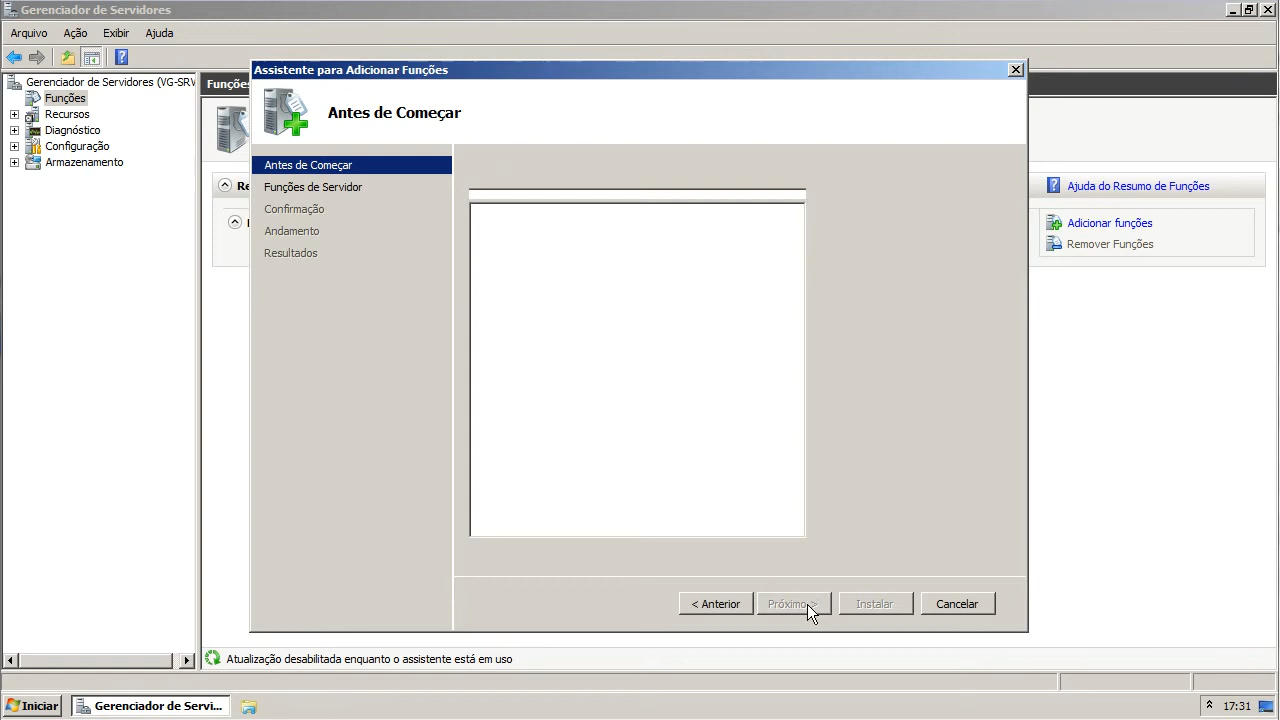 Gerenciador de Servidores
Arquivo Ação Exibir Ajuda
Gerenciador de Servidores (VG-SRV
Funções
Recursos
Diagnóstico
Configuração
Armazenamento
Funções
Assistente para Adicionar Funções
Antes de Começar
Antes de Começar
Funções de Servidor
Confirmação
Andamento
Resultados
Re
Ajuda do Resumo de Funções
Adicionar funções
Remover Funções
< Anterior
Próximo >
Instalar
Cancelar
Atualização desabilitada enquanto o assistente está em uso
Iniciar
Gerenciador de Servi...
17:31